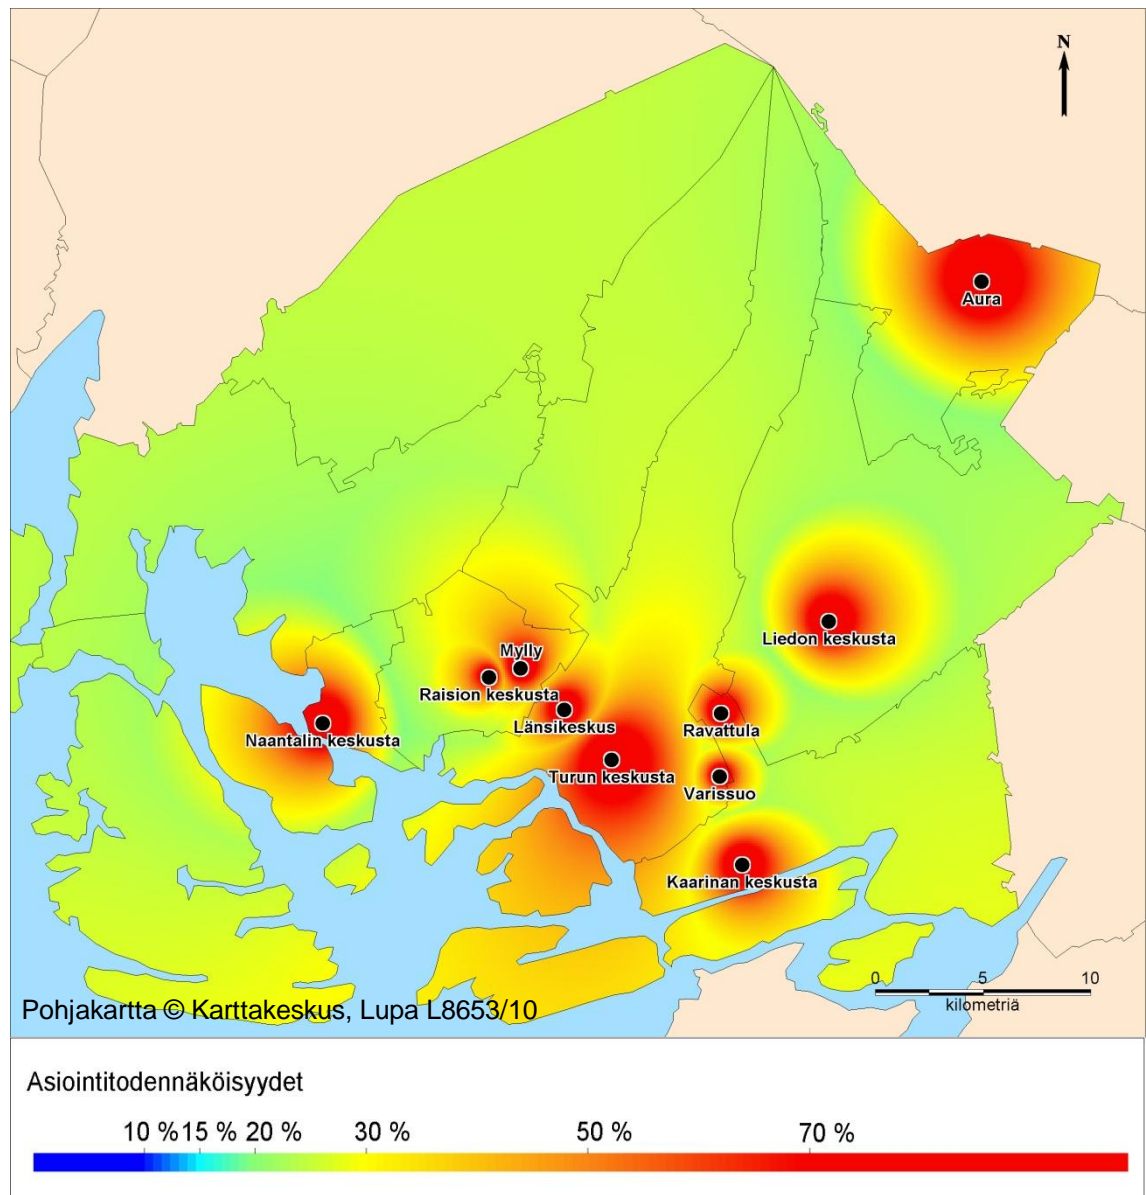 N
Aura
Liedon keskusta
Mylly
Raision keskusta
Länsikeskus
Ravattula
Naantalin keskusta
Turun keskusta
Varissuo
Kaarinan keskusta
0 5 10
kilometriä
Pohjakartta © Karttakeskus, Lupa L8653/10
Asiointitodennäköisyydet
10 % 15 % 20 % 30 % 50 % 70 %